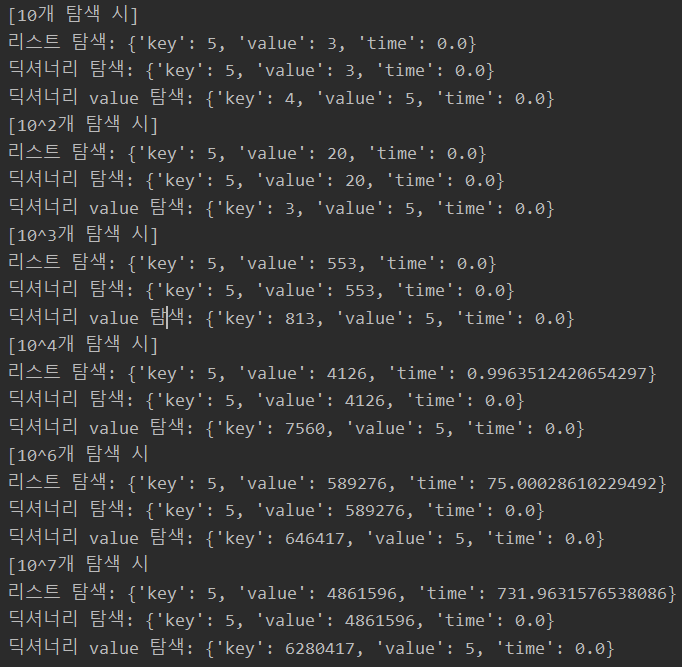 [10개 탐색 시]
리스트 탐색: {'key': 5, 'value': 3, 'time': 0.0}
딕셔너리 탐색: {'key': 5, 'value': 3, 'time': 0.0}
딕셔너리 value 탐색: {'key': 4, 'value': 5, 'time': 0.0}
[10^2개 탐색 시]
리스트 탐색: {'key': 5, 'value': 20, 'time': 0.0}
딕셔너리 탐색: {'key': 5, 'value': 20, 'time': 0.0}
딕셔너리 value 탐색: {'key': 3, 'value': 5, 'time': 0.0}
[10^3개 탐색 시]
리스트 탐색: {'key': 5, 'value': 553, 'time': 0.0}
딕셔너리 탐색: {'key': 5, 'value': 553, 'time': 0.0}
딕셔너리 value 탐색: {'key': 813, 'value': 5, 'time': 0.0}
[10^4개 탐색 시]
리스트 탐색: {'key': 5, 'value': 4126, 'time': 0.9963512420654297}
딕셔너리 탐색: {'key': 5, 'value': 4126, 'time': 0.0}
딕셔너리 value 탐색: {'key': 7560, 'value': 5, 'time': 0.0}
[10^6개 탐색 시
리스트 탐색: {'key': 5, 'value': 589276, 'time': 75.00028610229492}
딕셔너리 탐색: {'key': 5, 'value': 589276, 'time': 0.0}
딕셔너리 value 탐색: {'key': 646417, 'value': 5, 'time': 0.0}
[10^7개 탐색 시
리스트 탐색: {'key': 5, 'value': 4861596, 'time': 731.9631576538086}
딕셔너리 탐색: {'key': 5, 'value': 4861596, 'time': 0.0}
딕셔너리 value 탐색: {'key': 6280417, 'value': 5, 'time': 0.0}